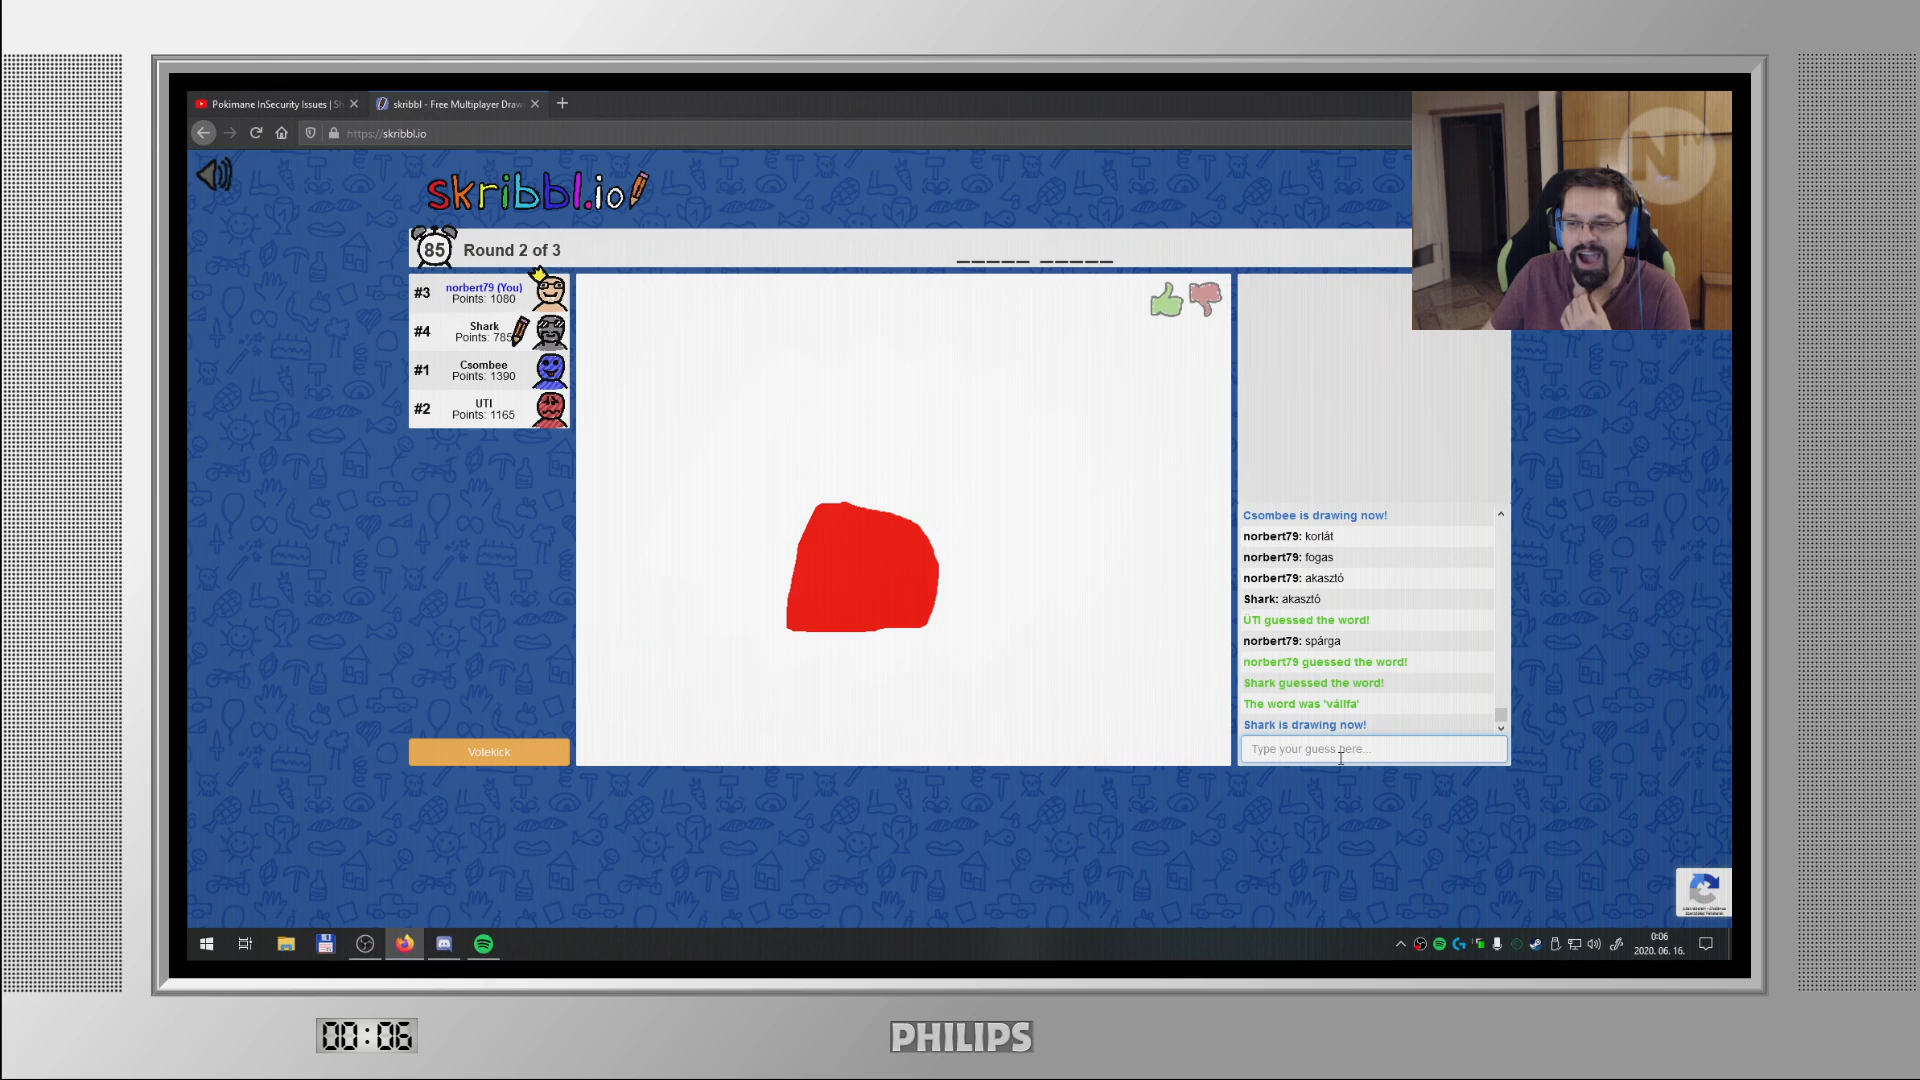 Pokimane InSecurity Issues | Sh
skribbl - Free Multiplayer Draw
https://skribbl.io
skribbl.io
85
Round 2 of 3
_____ _____
#3
norbert79 (You)
Points: 1080
#4
Shark
Points: 785
#1
Csombee
Points: 1390
#2
UTI
Points: 1165
Votekick
Csombee is drawing now!
norbert79: korlát
norbert79: fogas
norbert79: akasztó
Shark: akasztó
UTI guessed the word!
norbert79: spárga
norbert79 guessed the word!
Shark guessed the word!
The word was 'vállfa'
Shark is drawing now!
Type your guess here...
N TV
0:06
2020. 06. 16.
00:06
PHILIPS